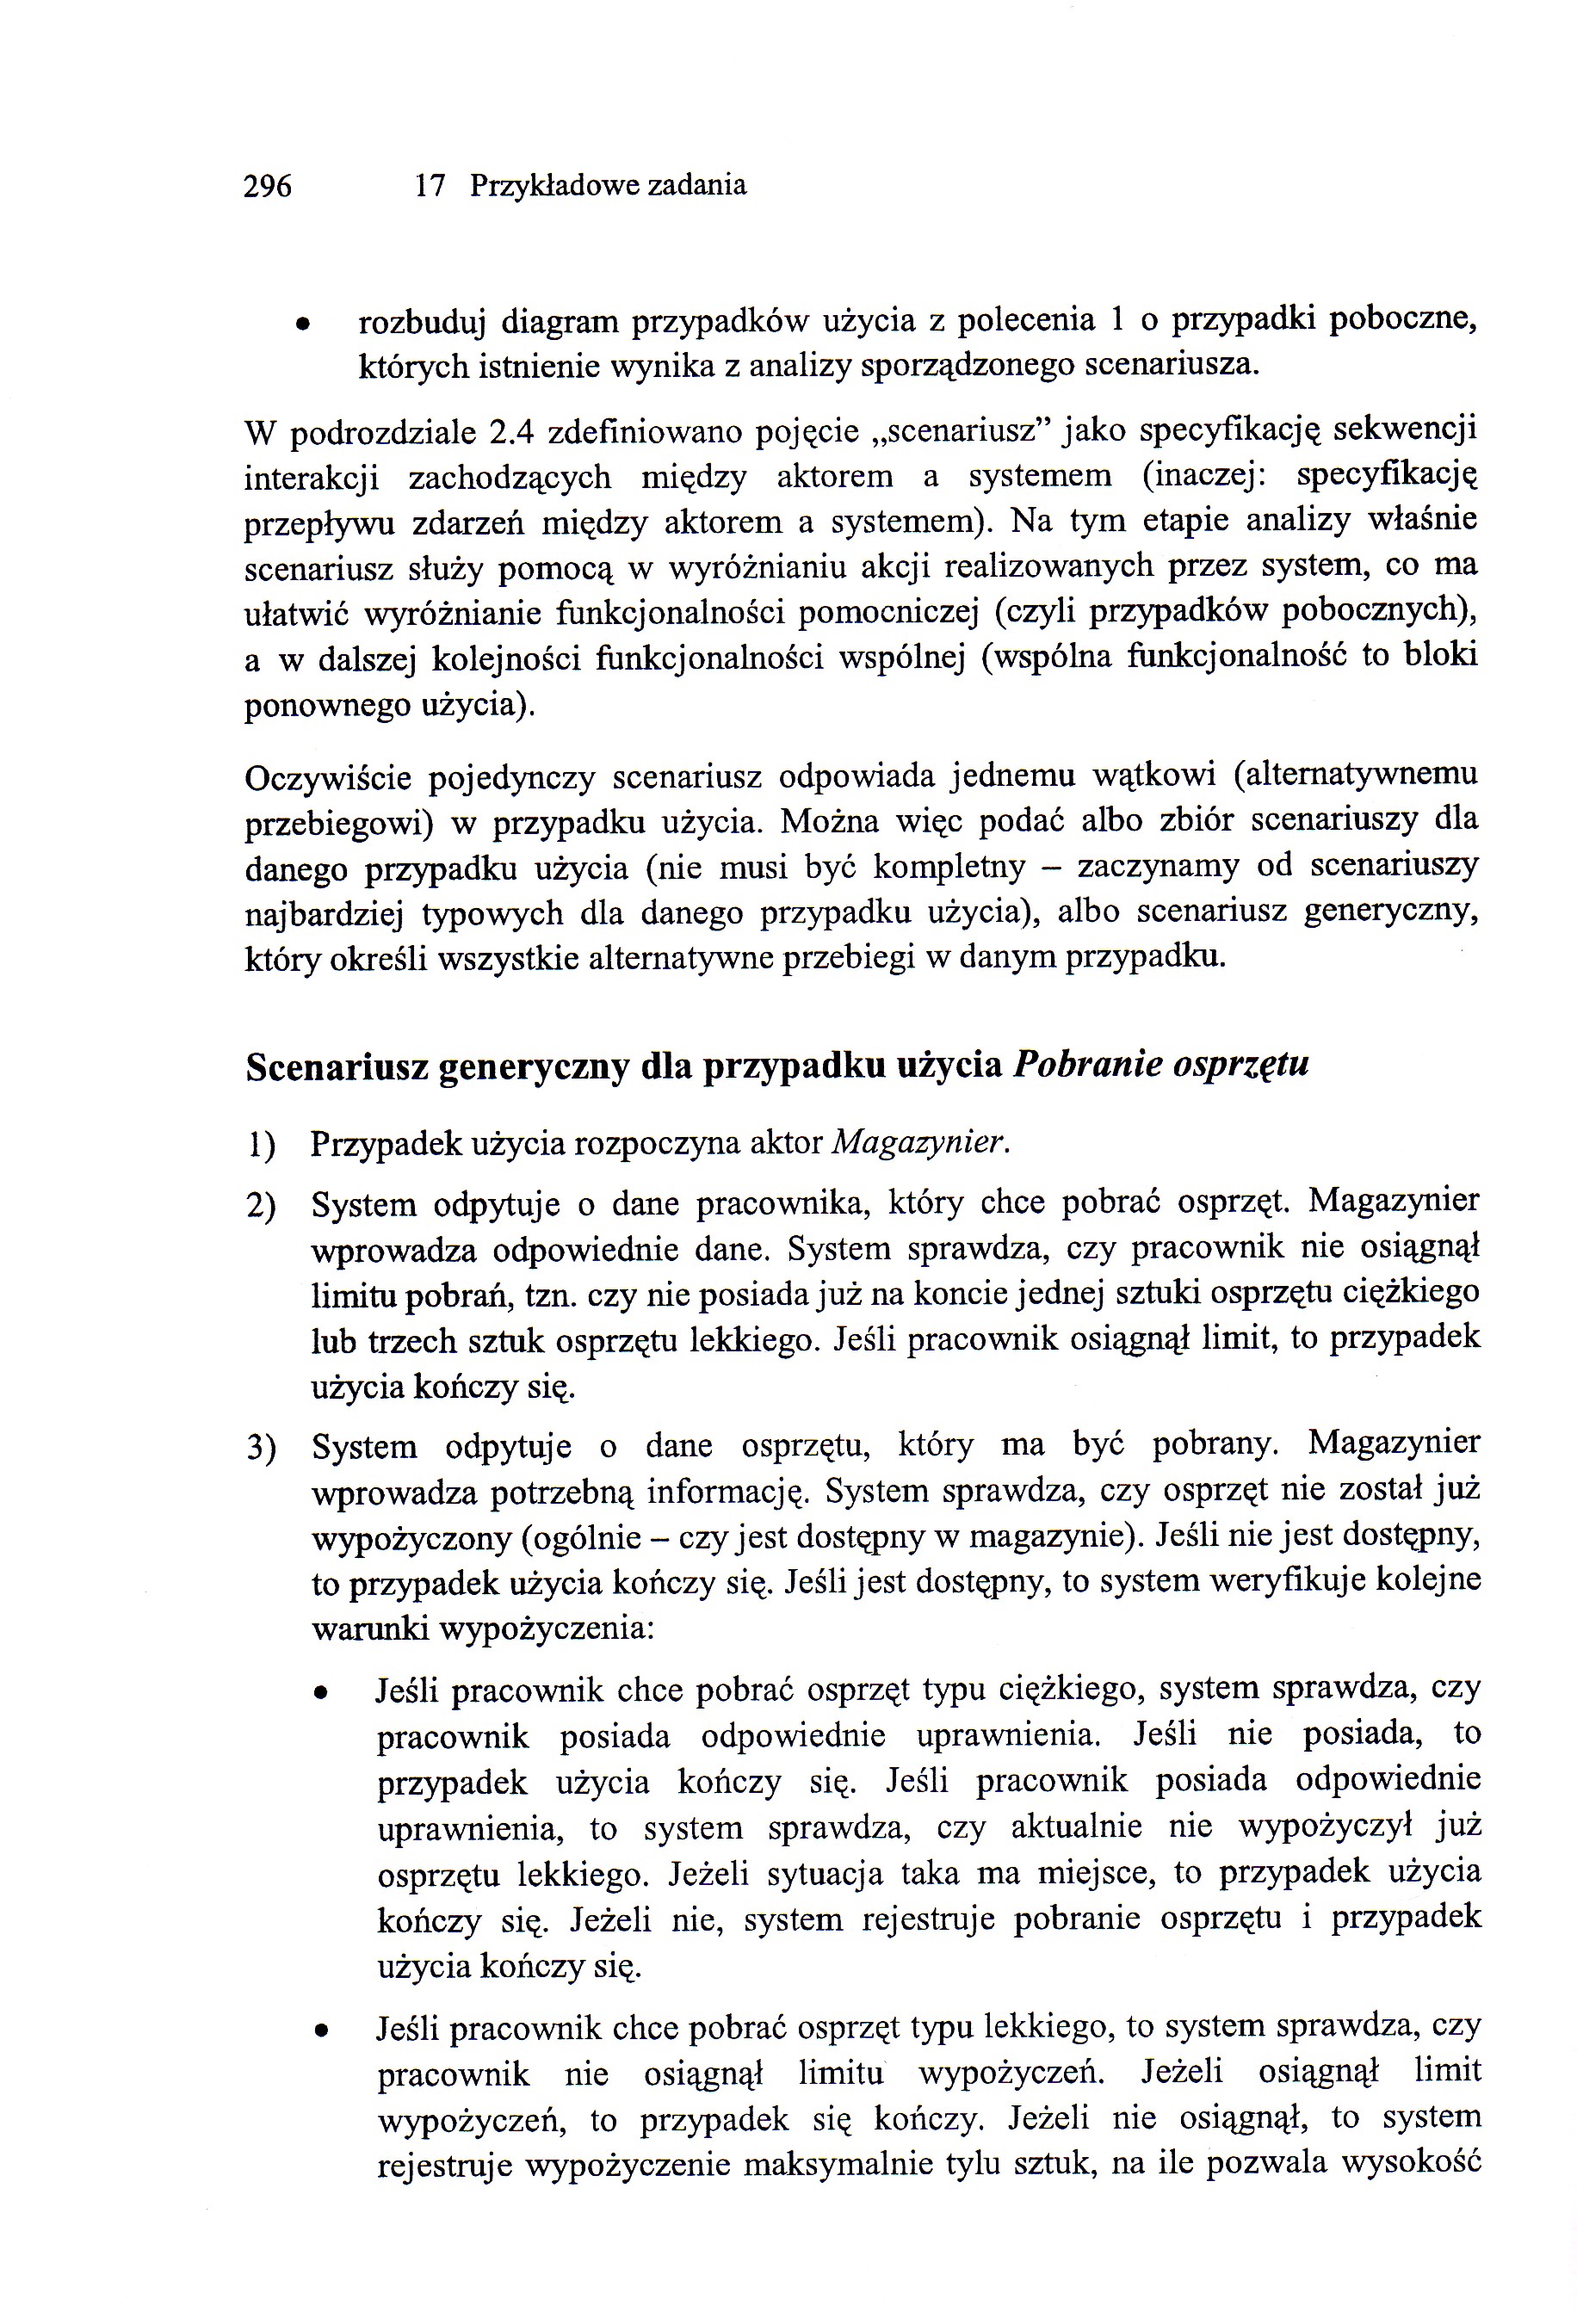 296 17 Przykładowe zadania
• rozbuduj diagram przypadków użycia z polecenia 1 o przypadki poboczne,
których istnienie wynika z analizy sporządzonego scenariusza.
W podrozdziale 2.4 zdefiniowano pojęcie „scenariusz” jako specyfikację sekwencji
interakcji zachodzących między aktorem a systemem (inaczej: specyfikację
przepływu zdarzeń między aktorem a systemem). Na tym etapie analizy właśnie
scenariusz służy pomocą w wyróżnianiu akcji realizowanych przez system, co ma
ułatwić wyróżnianie funkcjonalności pomocniczej (czyli przypadków pobocznych),
a w dalszej kolejności funkcjonalności wspólnej (wspólna funkcjonalność to bloki
ponownego użycia).
Oczywiście pojedynczy scenariusz odpowiada jednemu wątkowi (alternatywnemu
przebiegowi) w przypadku użycia. Można więc podać albo zbiór scenariuszy dla
danego przypadku użycia (nie musi być kompletny – zaczynamy od scenariuszy
najbardziej typowych dla danego przypadku użycia), albo scenariusz generyczny,
który określi wszystkie alternatywne przebiegi w danym przypadku.
Scenariusz generyczny dla przypadku użycia Pobranie osprzętu
1) Przypadek użycia rozpoczyna aktor Magazynier.
2) System odpytuje o dane pracownika, który chce pobrać osprzęt. Magazynier
wprowadza odpowiednie dane. System sprawdza, czy pracownik nie osiągnął
limitu pobrań, tzn. czy nie posiada już na koncie jednej sztuki osprzętu ciężkiego
lub trzech sztuk osprzętu lekkiego. Jeśli pracownik osiągnął limit, to przypadek
użycia kończy się.
3) System odpytuje o dane osprzętu, który ma być pobrany. Magazynier
wprowadza potrzebną informację. System sprawdza, czy osprzęt nie został już
wypożyczony (ogólnie – czy jest dostępny w magazynie). Jeśli nie jest dostępny,
to przypadek użycia kończy się. Jeśli jest dostępny, to system weryfikuje kolejne
warunki wypożyczenia:
• Jeśli pracownik chce pobrać osprzęt typu ciężkiego, system sprawdza, czy
pracownik posiada odpowiednie uprawnienia. Jeśli nie posiada, to
przypadek użycia kończy się. Jeśli pracownik posiada odpowiednie
uprawnienia, to system sprawdza, czy aktualnie nie wypożyczył już
osprzętu lekkiego. Jeżeli sytuacja taka ma miejsce, to przypadek użycia
kończy się. Jeżeli nie, system rejestruje pobranie osprzętu i przypadek
użycia kończy się.
• Jeśli pracownik chce pobrać osprzęt typu lekkiego, to system sprawdza, czy
pracownik nie osiągnął limitu wypożyczeń. Jeżeli osiągnął limit
wypożyczeń, to przypadek się kończy. Jeżeli nie osiągnął, to system
rejestruje wypożyczenie maksymalnie tylu sztuk, na ile pozwala wysokość